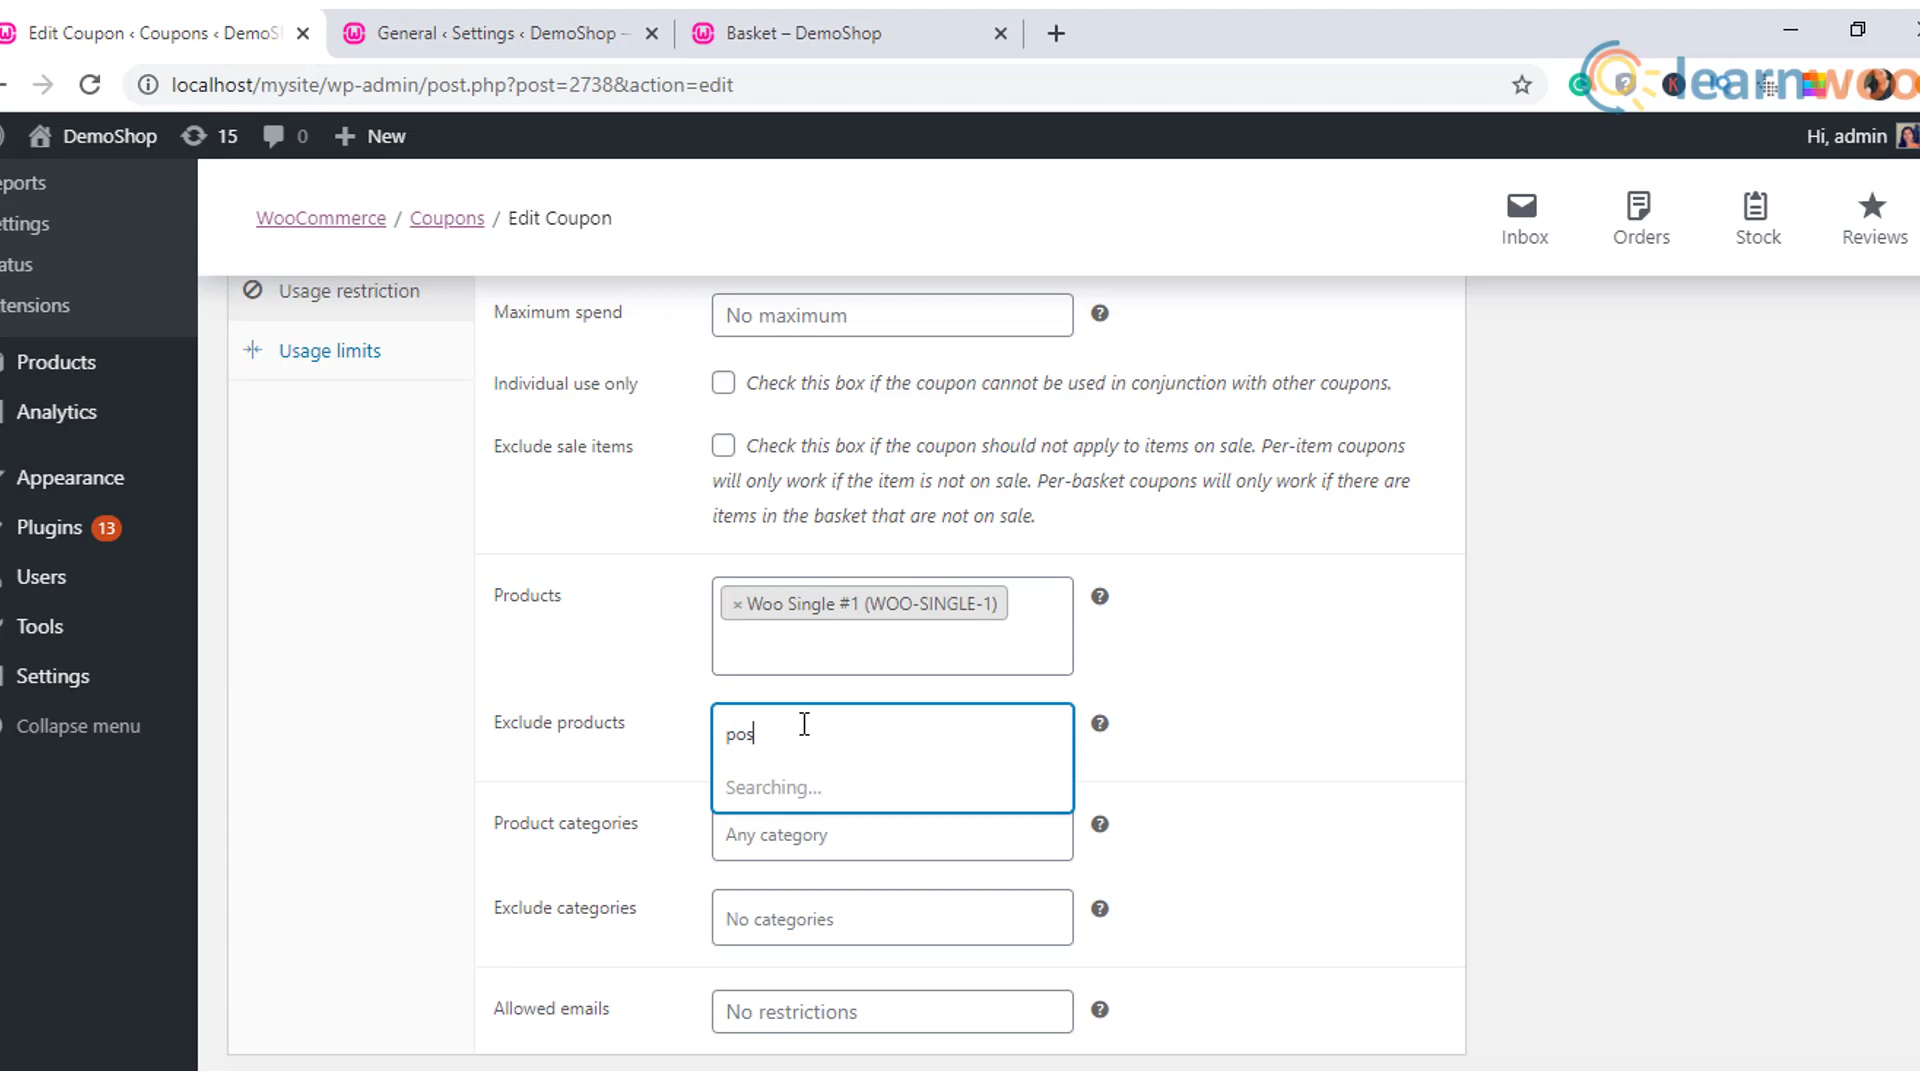 Edit Coupon ‹ Coupons ‹ DemoS
General ‹ Settings ‹ DemoShop –
Basket – DemoShop
localhost/mysite/wp-admin/post.php?post=2738&action=edit
learnwoo
DemoShop
15
0
New
Hi, admin
eports
ettings
atus
tensions
Products
Analytics
Appearance
Plugins 13
Users
Tools
Settings
Collapse menu
WooCommerce / Coupons / Edit Coupon
Inbox
Orders
Stock
Reviews
Usage restriction
Usage limits
Maximum spend
No maximum
Individual use only
Check this box if the coupon cannot be used in conjunction with other coupons.
Exclude sale items
Check this box if the coupon should not apply to items on sale. Per-item coupons
will only work if the item is not on sale. Per-basket coupons will only work if there are
items in the basket that are not on sale.
Products
× Woo Single #1 (WOO-SINGLE-1)
Exclude products
pos
Searching...
Product categories
Any category
Exclude categories
No categories
Allowed emails
No restrictions